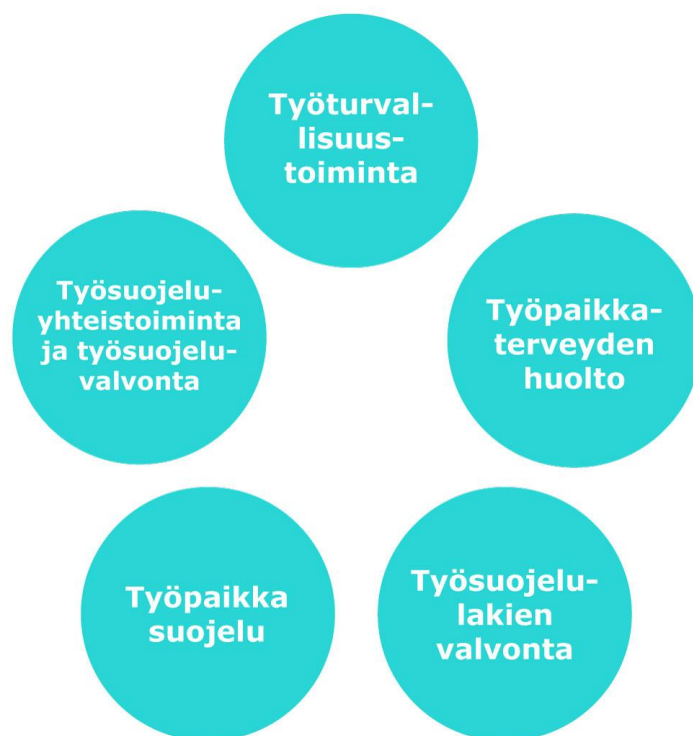 Työturval-
lisuus-
toiminta
Työsuojelu-
yhteistoiminta
ja työsuojelu-
valvonta
Työpaikka-
terveyden
huolto
Työpaikka
suojelu
Työsuojelu-
lakien
valvonta